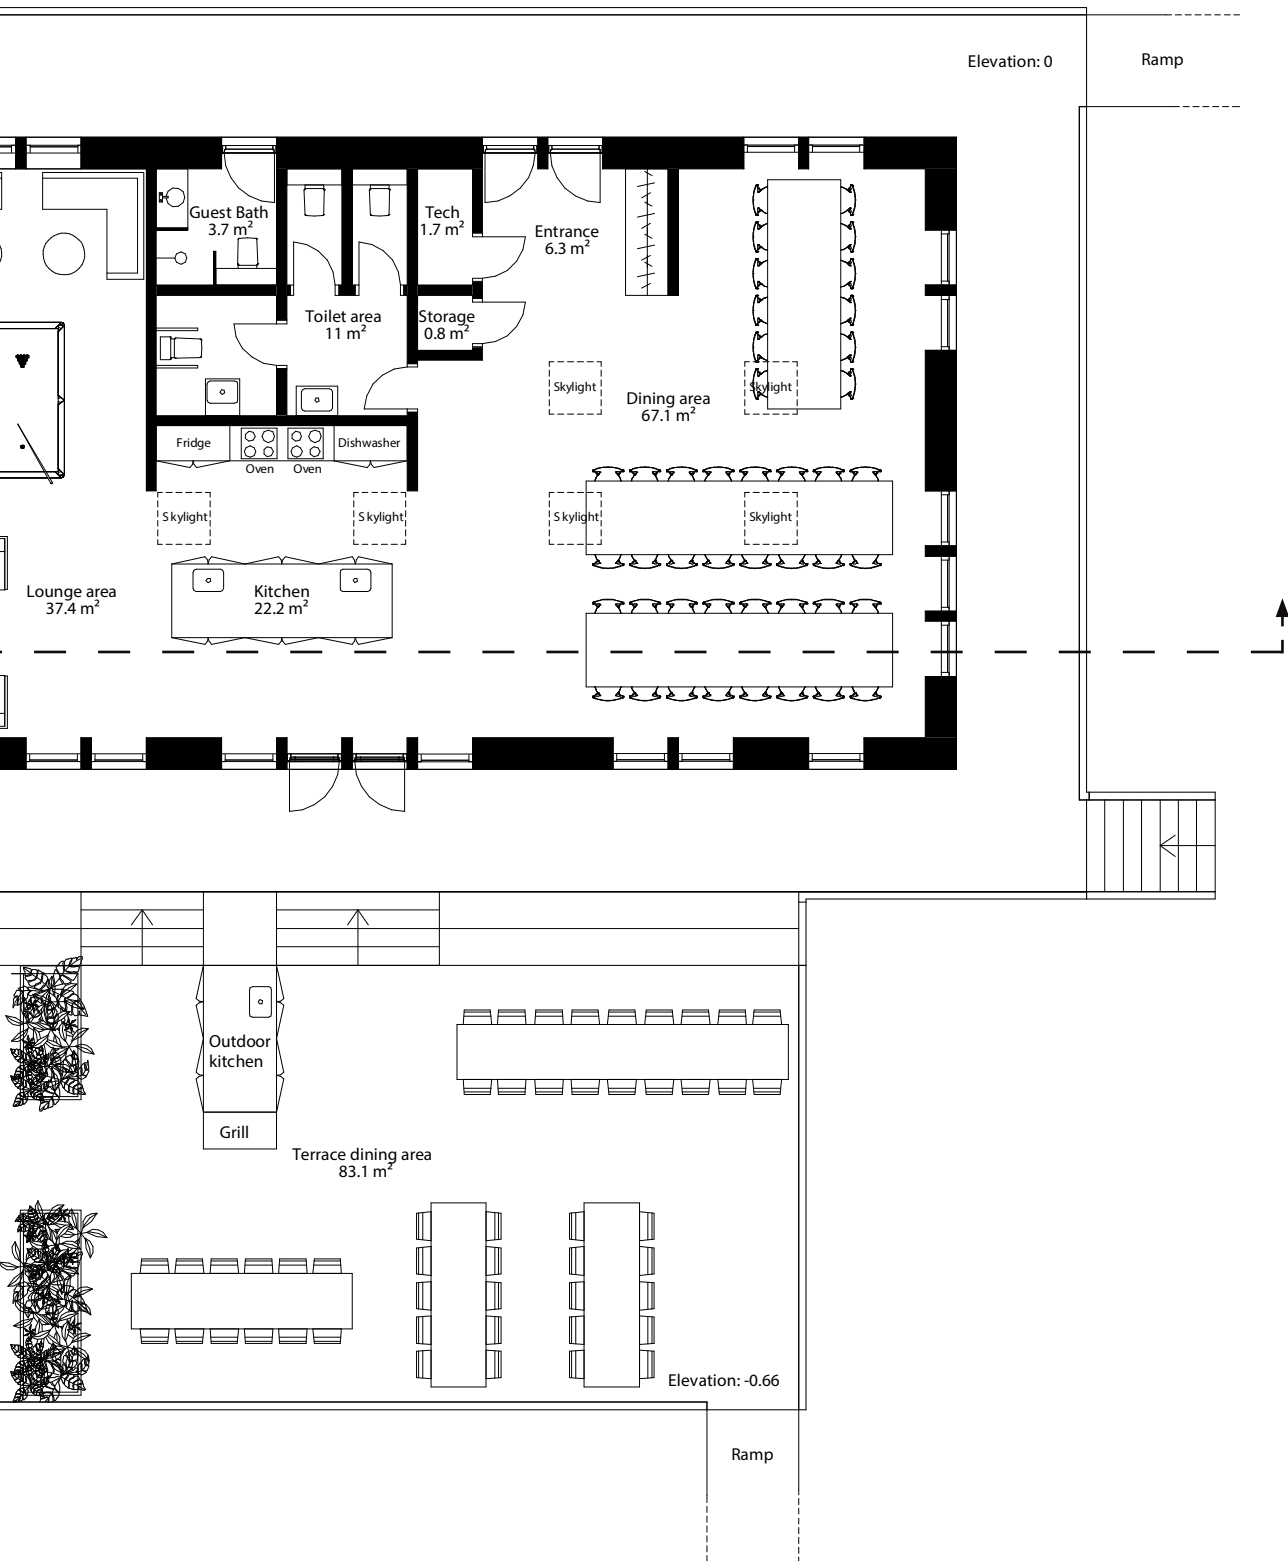 Elevation: 0
Ramp
Guest Bath
3.7 m²
Tech
1.7 m²
Entrance
6.3 m²
Toilet area
11 m²
Storage
0.8 m²
Skylight
Skylight
Dining area
67.1 m²
Fridge
Dishwasher
Oven
Oven
Skylight
Skylight
Skylight
Skylight
Lounge area
37.4 m²
Kitchen
22.2 m²
Outdoor
kitchen
Grill
Terrace dining area
83.1 m²
Elevation: -0.66
Ramp